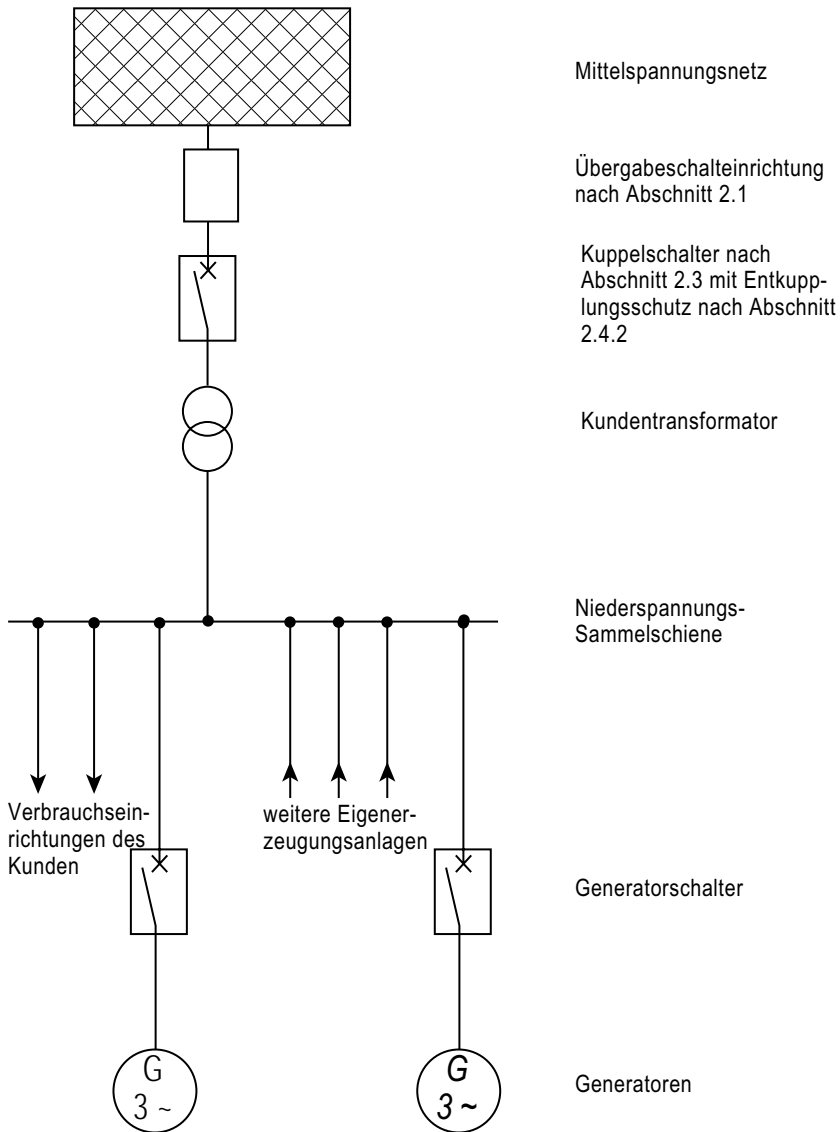 Mittelspannungsnetz
Übergabeschalteinrichtung
nach Abschnitt 2.1
Kuppelschalter nach
Abschnitt 2.3 mit Entkupp-
lungsschutz nach Abschnitt
2.4.2
Kundentransformator
Niederspannungs-
Sammelschiene
Verbrauchsein-
richtungen des
Kunden
weitere Eigener-
zeugungsanlagen
Generatorschalter
G
3 ~
G
3 ~
Generatoren